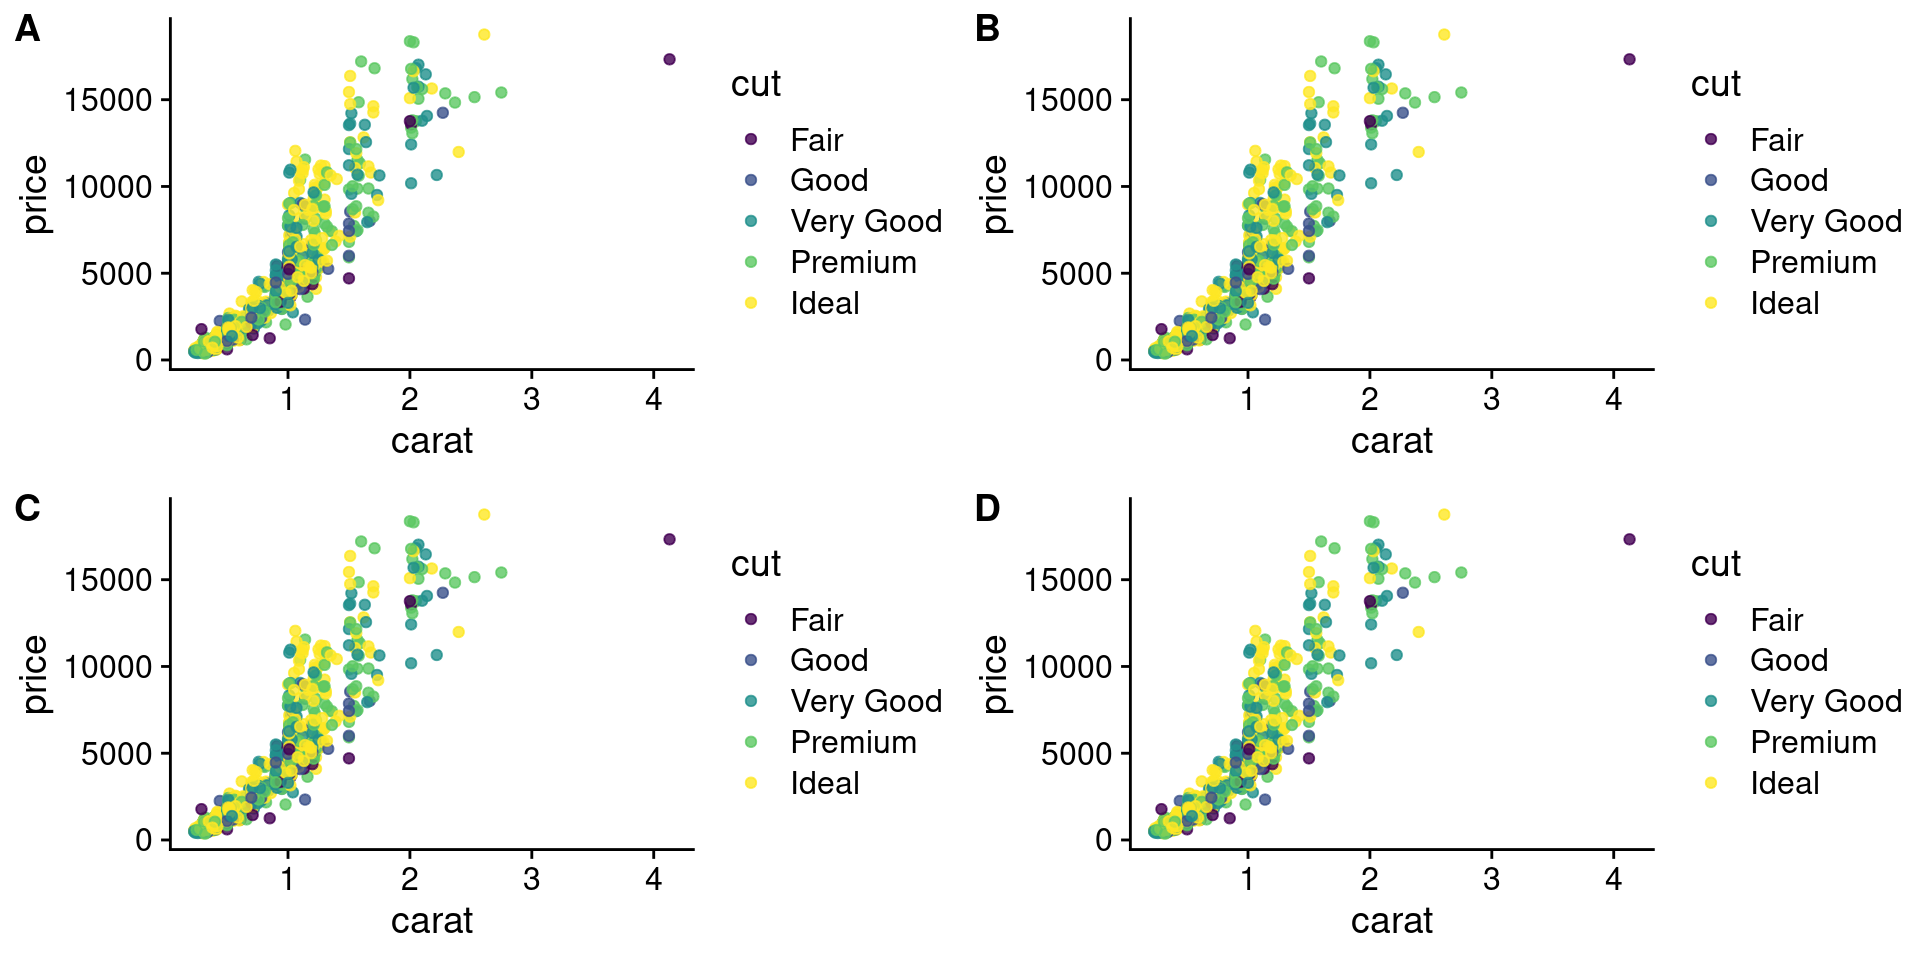 A
price
15000
10000
5000
0
1 2 3 4
carat
cut
Fair
Good
Very Good
Premium
Ideal
B
price
15000
10000
5000
0
1 2 3 4
carat
cut
Fair
Good
Very Good
Premium
Ideal
C
price
15000
10000
5000
0
1 2 3 4
carat
cut
Fair
Good
Very Good
Premium
Ideal
D
price
15000
10000
5000
0
1 2 3 4
carat
cut
Fair
Good
Very Good
Premium
Ideal